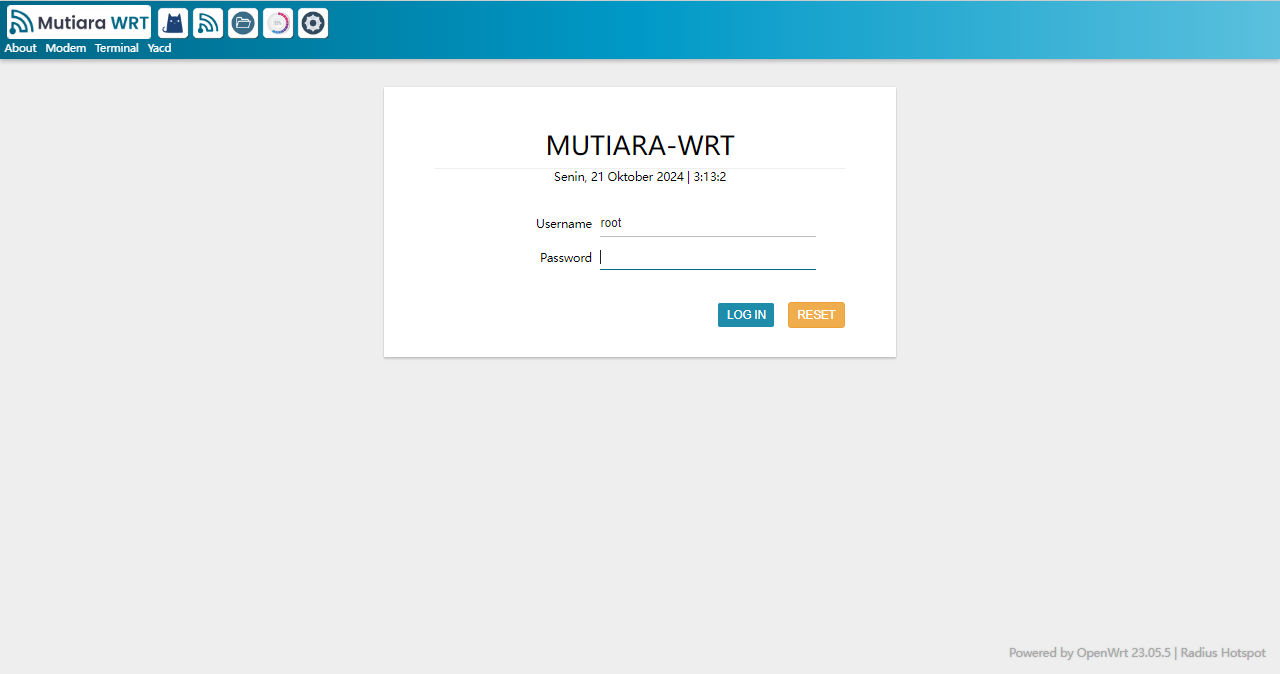 Mutiara WRT
About Modem Terminal Yacd
MUTIARA-WRT
Senin, 21 Oktober 2024 | 3:13:2
Username root
Password
LOG IN RESET
Powered by OpenWrt 23.05.5 | Radius Hotspot